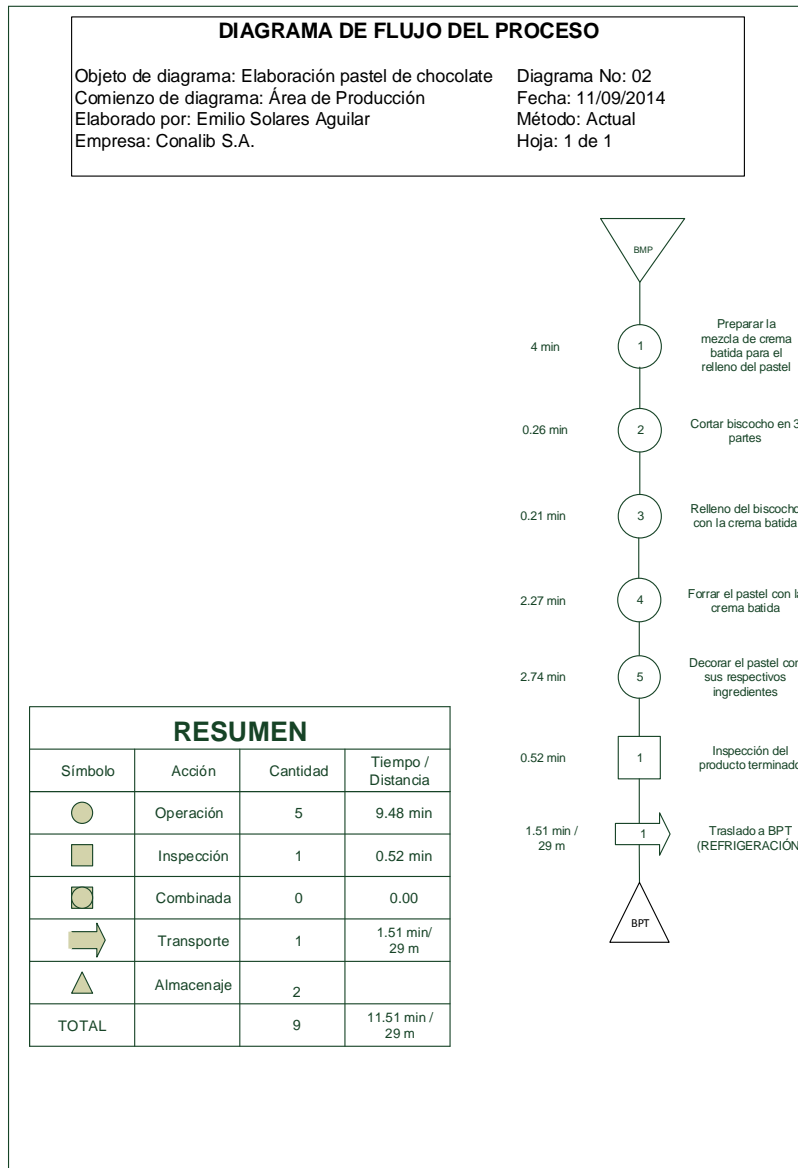 DIAGRAMA DE FLUJO DEL PROCESO
Objeto de diagrama: Elaboración pastel de chocolate
Comienzo de diagrama: Área de Producción
Elaborado por: Emilio Solares Aguilar
Empresa: Conalib S.A.
Diagrama No: 02
Fecha: 11/09/2014
Método: Actual
Hoja: 1 de 1
BMP
4 min
1
Preparar la
mezcla de crema
batida para el
relleno del pastel
0.26 min
2
Cortar biscocho en 3
partes
0.21 min
3
Relleno del biscocho
con la crema batida
2.27 min
4
Forrar el pastel con la
crema batida
2.74 min
5
Decorar el pastel con
sus respectivos
ingredientes
0.52 min
1
Inspección del
producto terminado
1.51 min /
29 m
1
Traslado a BPT
(REFRIGERACIÓN
BPT
RESUMEN
Símbolo Acción Cantidad Tiempo /
Distancia
Operación 5 9.48 min
Inspección 1 0.52 min
Combinada 0 0.00
Transporte 1 1.51 min/
29 m
Almacenaje 2
TOTAL 9 11.51 min /
29 m